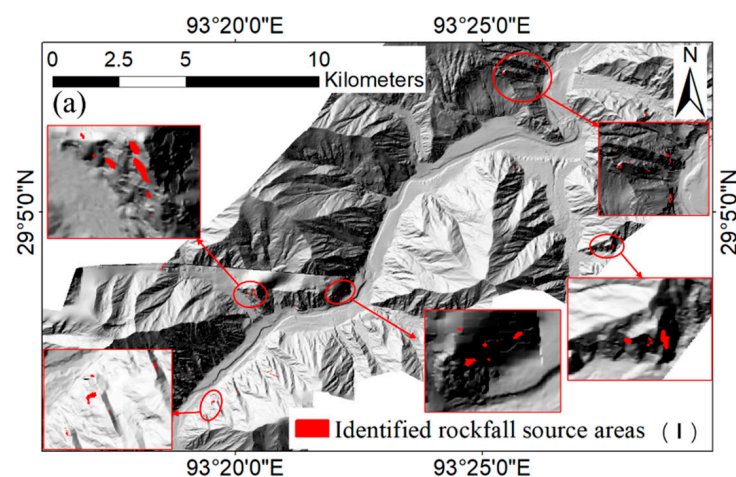 93°20'0"E 93°25'0"E
0 2.5 5 10
Kilometers
N
(a)
29°5'0"N 29°5'0"N
Identified rockfall source areas (I)
93°20'0"E 93°25'0"E